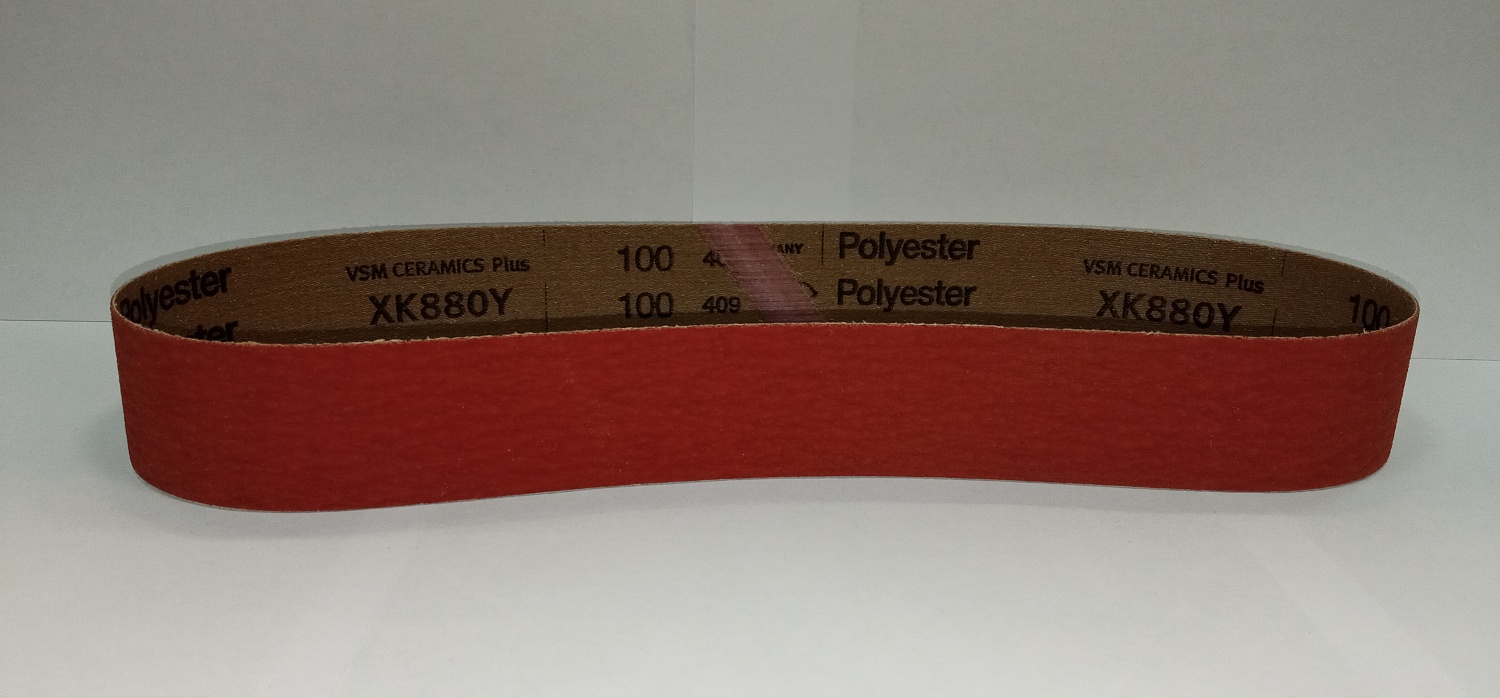 Polyester
VSM CERAMICS Plus
XK880Y
100
100 409
Polyester
Polyester
VSM CERAMICS Plus
XK880Y
100